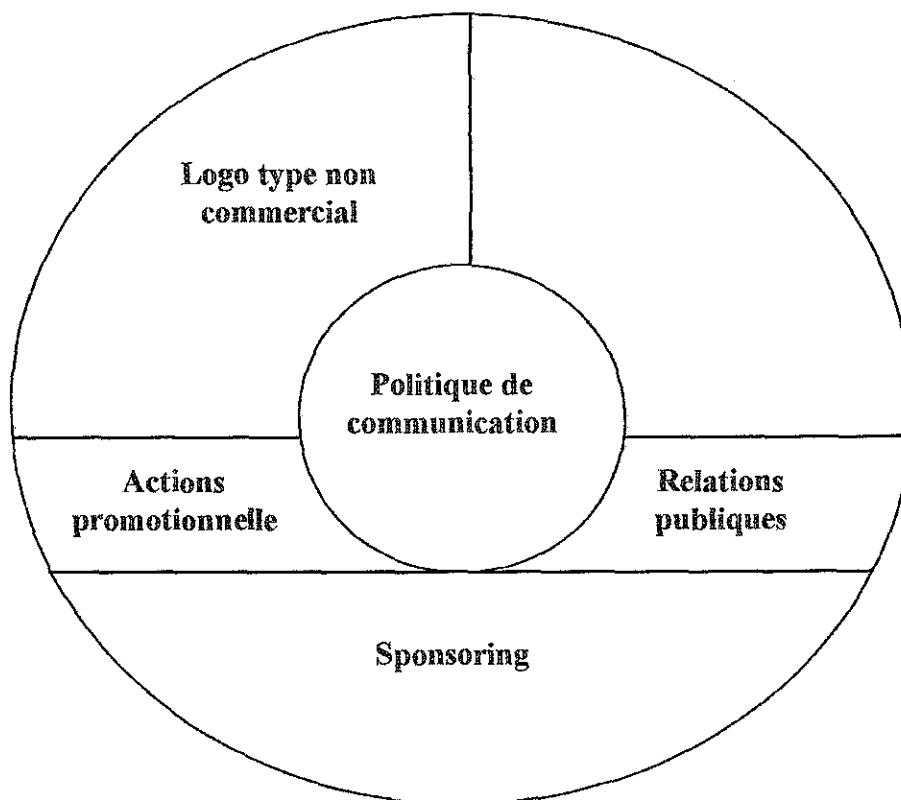 Logo type non
commercial
Politique de
communication
Actions
promotionnelle
Relations
publiques
Sponsoring